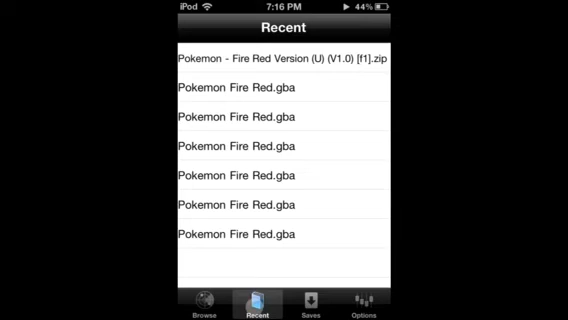 iPod 7:16 PM 44%
Recent
Pokemon - Fire Red Version (U) (V1.0) [f1].zip
Pokemon Fire Red.gba
Pokemon Fire Red.gba
Pokemon Fire Red.gba
Pokemon Fire Red.gba
Pokemon Fire Red.gba
Pokemon Fire Red.gba
Browse Recent Saves Options